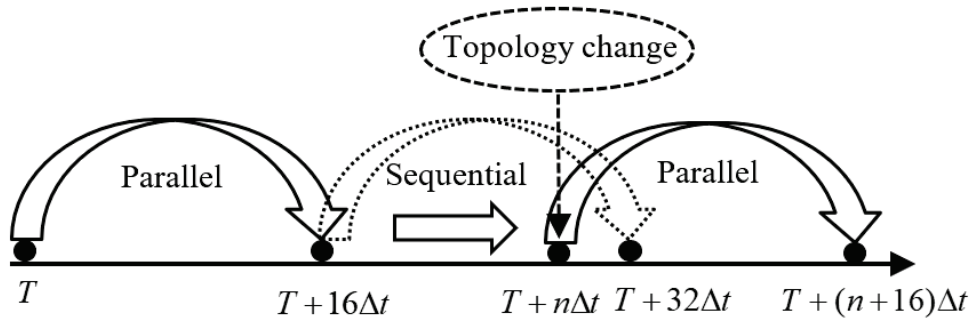 Topology change
Parallel
Sequential
Parallel
T
T + 16Δt
T + nΔt
T + 32Δt
T + (n + 16)Δt